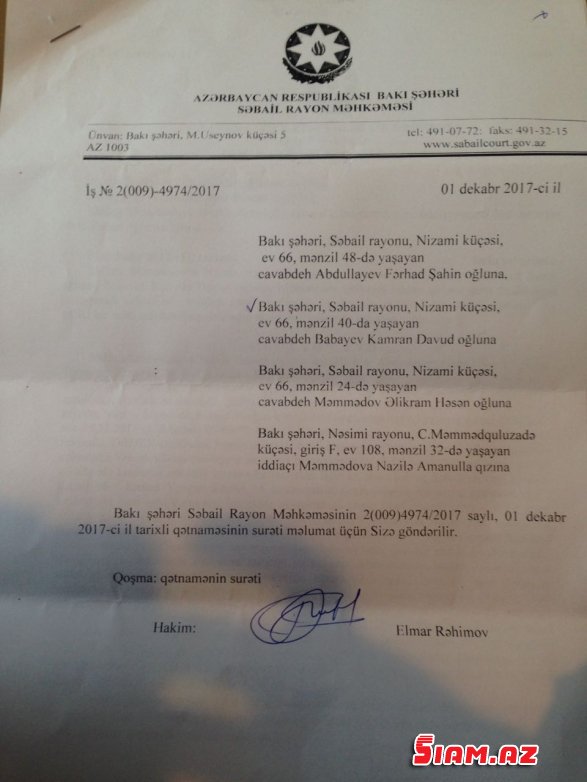 AZƏRBAYCAN RESPUBLİKASI BAKI ŞƏHƏRİ
SƏBAİL RAYON MƏHKƏMƏSİ
Ünvan: Bakı şəhəri, M.Useynov küçəsi 5
AZ 1003
tel: 491-07-72; faks: 491-32-15
www.sabailcourt.gov.az
İş № 2(009)-4974/2017
01 dekabr 2017-ci il
Bakı şəhəri, Səbail rayonu, Nizami küçəsi,
ev 66, mənzil 48-də yaşayan
cavabdeh Abdullayev Fərhad Şahin oğluna,
Bakı şəhəri, Səbail rayonu, Nizami küçəsi,
ev 66, mənzil 40-da yaşayan
cavabdeh Babayev Kamran Davud oğluna
Bakı şəhəri, Səbail rayonu, Nizami küçəsi,
ev 66, mənzil 24-də yaşayan
cavabdeh Məmmədov Əlikram Həsən oğluna
Bakı şəhəri, Nəsimi rayonu, C.Məmmədquluzadə
küçəsi, giriş F, ev 108, mənzil 32-də yaşayan
iddiaçı Məmmədova Nazilə Amanulla qızına
Bakı şəhəri Səbail Rayon Məhkəməsinin 2(009)4974/2017 saylı, 01 dekabr
2017-ci il tarixli qətnaməsinin surəti məlumat üçün Sizə göndərilir.
Qoşma: qətnamənin surəti
Hakim:
Elmar Rəhimov
SIAM.AZ